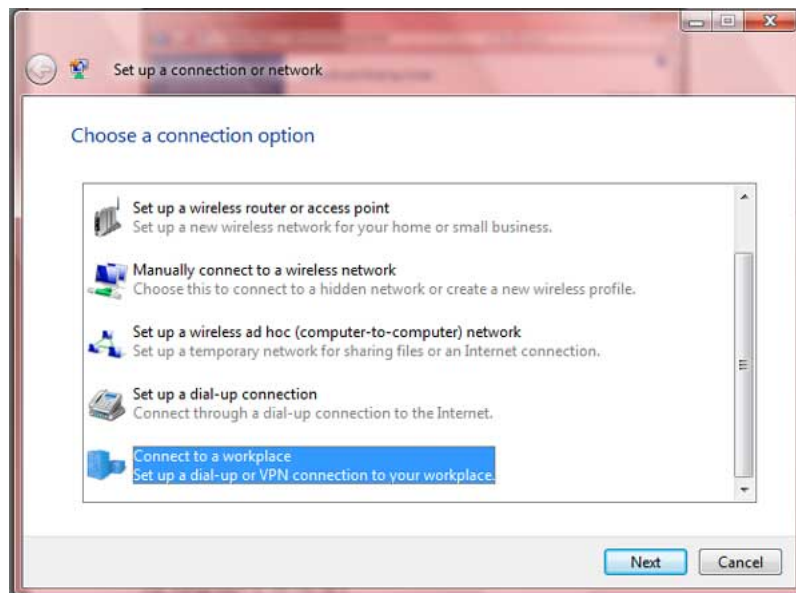 Set up a connection or network
Choose a connection option
Set up a wireless router or access point
Set up a new wireless network for your home or small business.
Manually connect to a wireless network
Choose this to connect to a hidden network or create a new wireless profile.
Set up a wireless ad hoc (computer-to-computer) network
Set up a temporary network for sharing files or an Internet connection.
Set up a dial-up connection
Connect through a dial-up connection to the Internet.
Connect to a workplace
Set up a dial-up or VPN connection to your workplace.
Next
Cancel